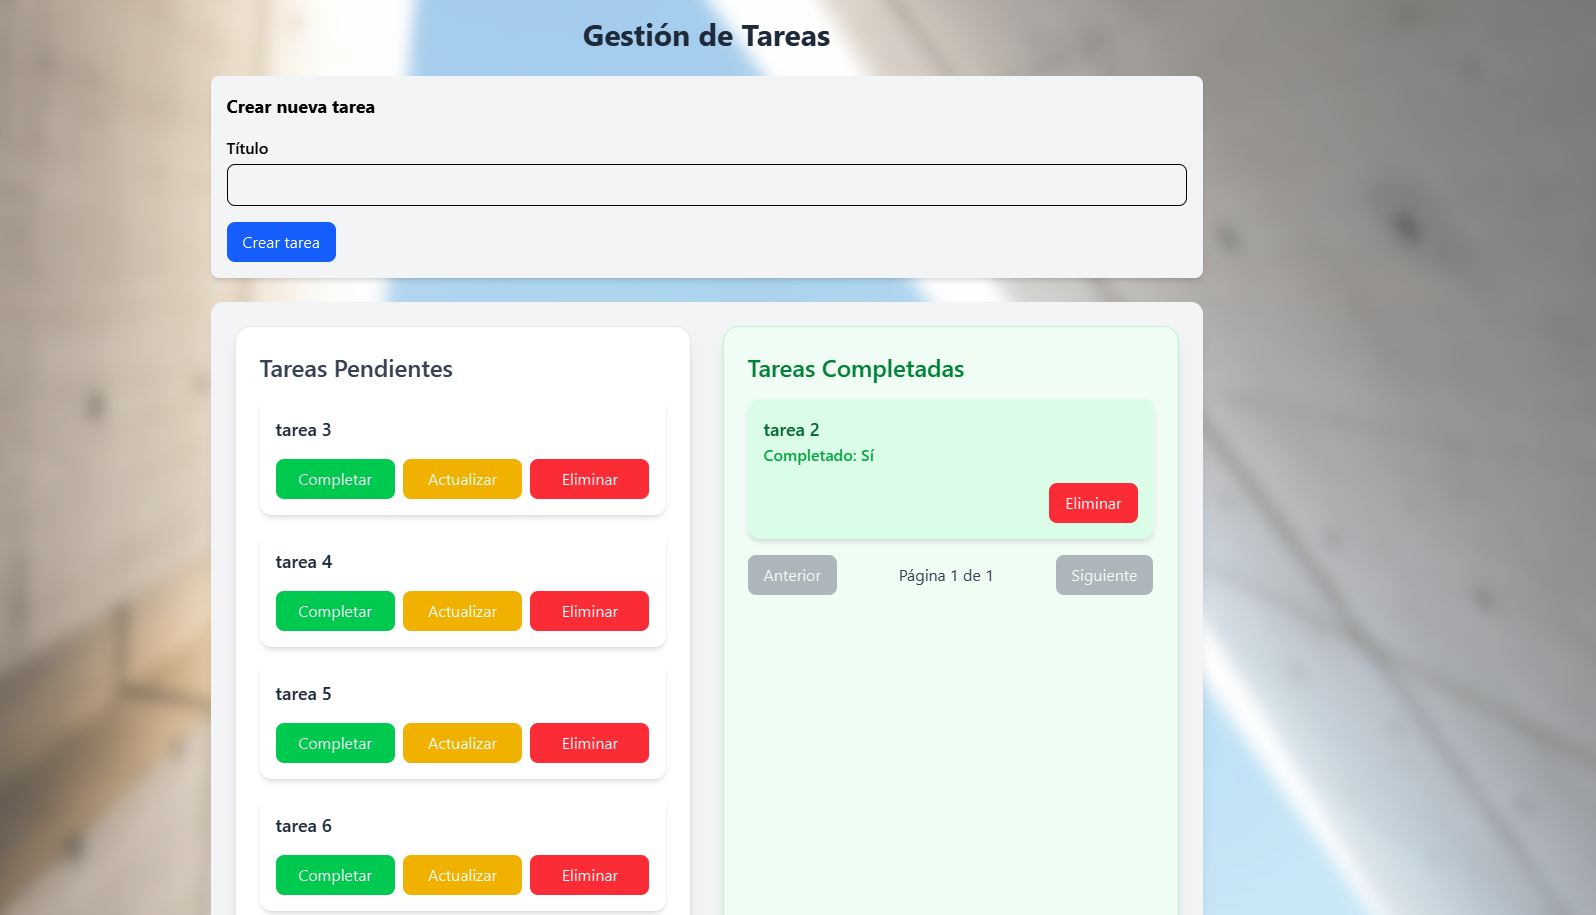 Gestión de Tareas
Crear nueva tarea
Título
Crear tarea
Tareas Pendientes
tarea 3
Completar Actualizar Eliminar
tarea 4
Completar Actualizar Eliminar
tarea 5
Completar Actualizar Eliminar
tarea 6
Completar Actualizar Eliminar
Tareas Completadas
tarea 2
Completado: Sí
Eliminar
Anterior Página 1 de 1 Siguiente